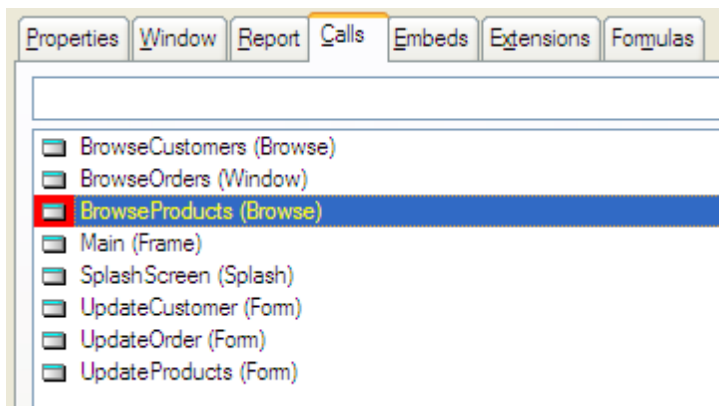 Properties Window Report Calls Embeds Extensions Formulas
BrowseCustomers (Browse)
BrowseOrders (Window)
BrowseProducts (Browse)
Main (Frame)
SplashScreen (Splash)
UpdateCustomer (Form)
UpdateOrder (Form)
UpdateProducts (Form)